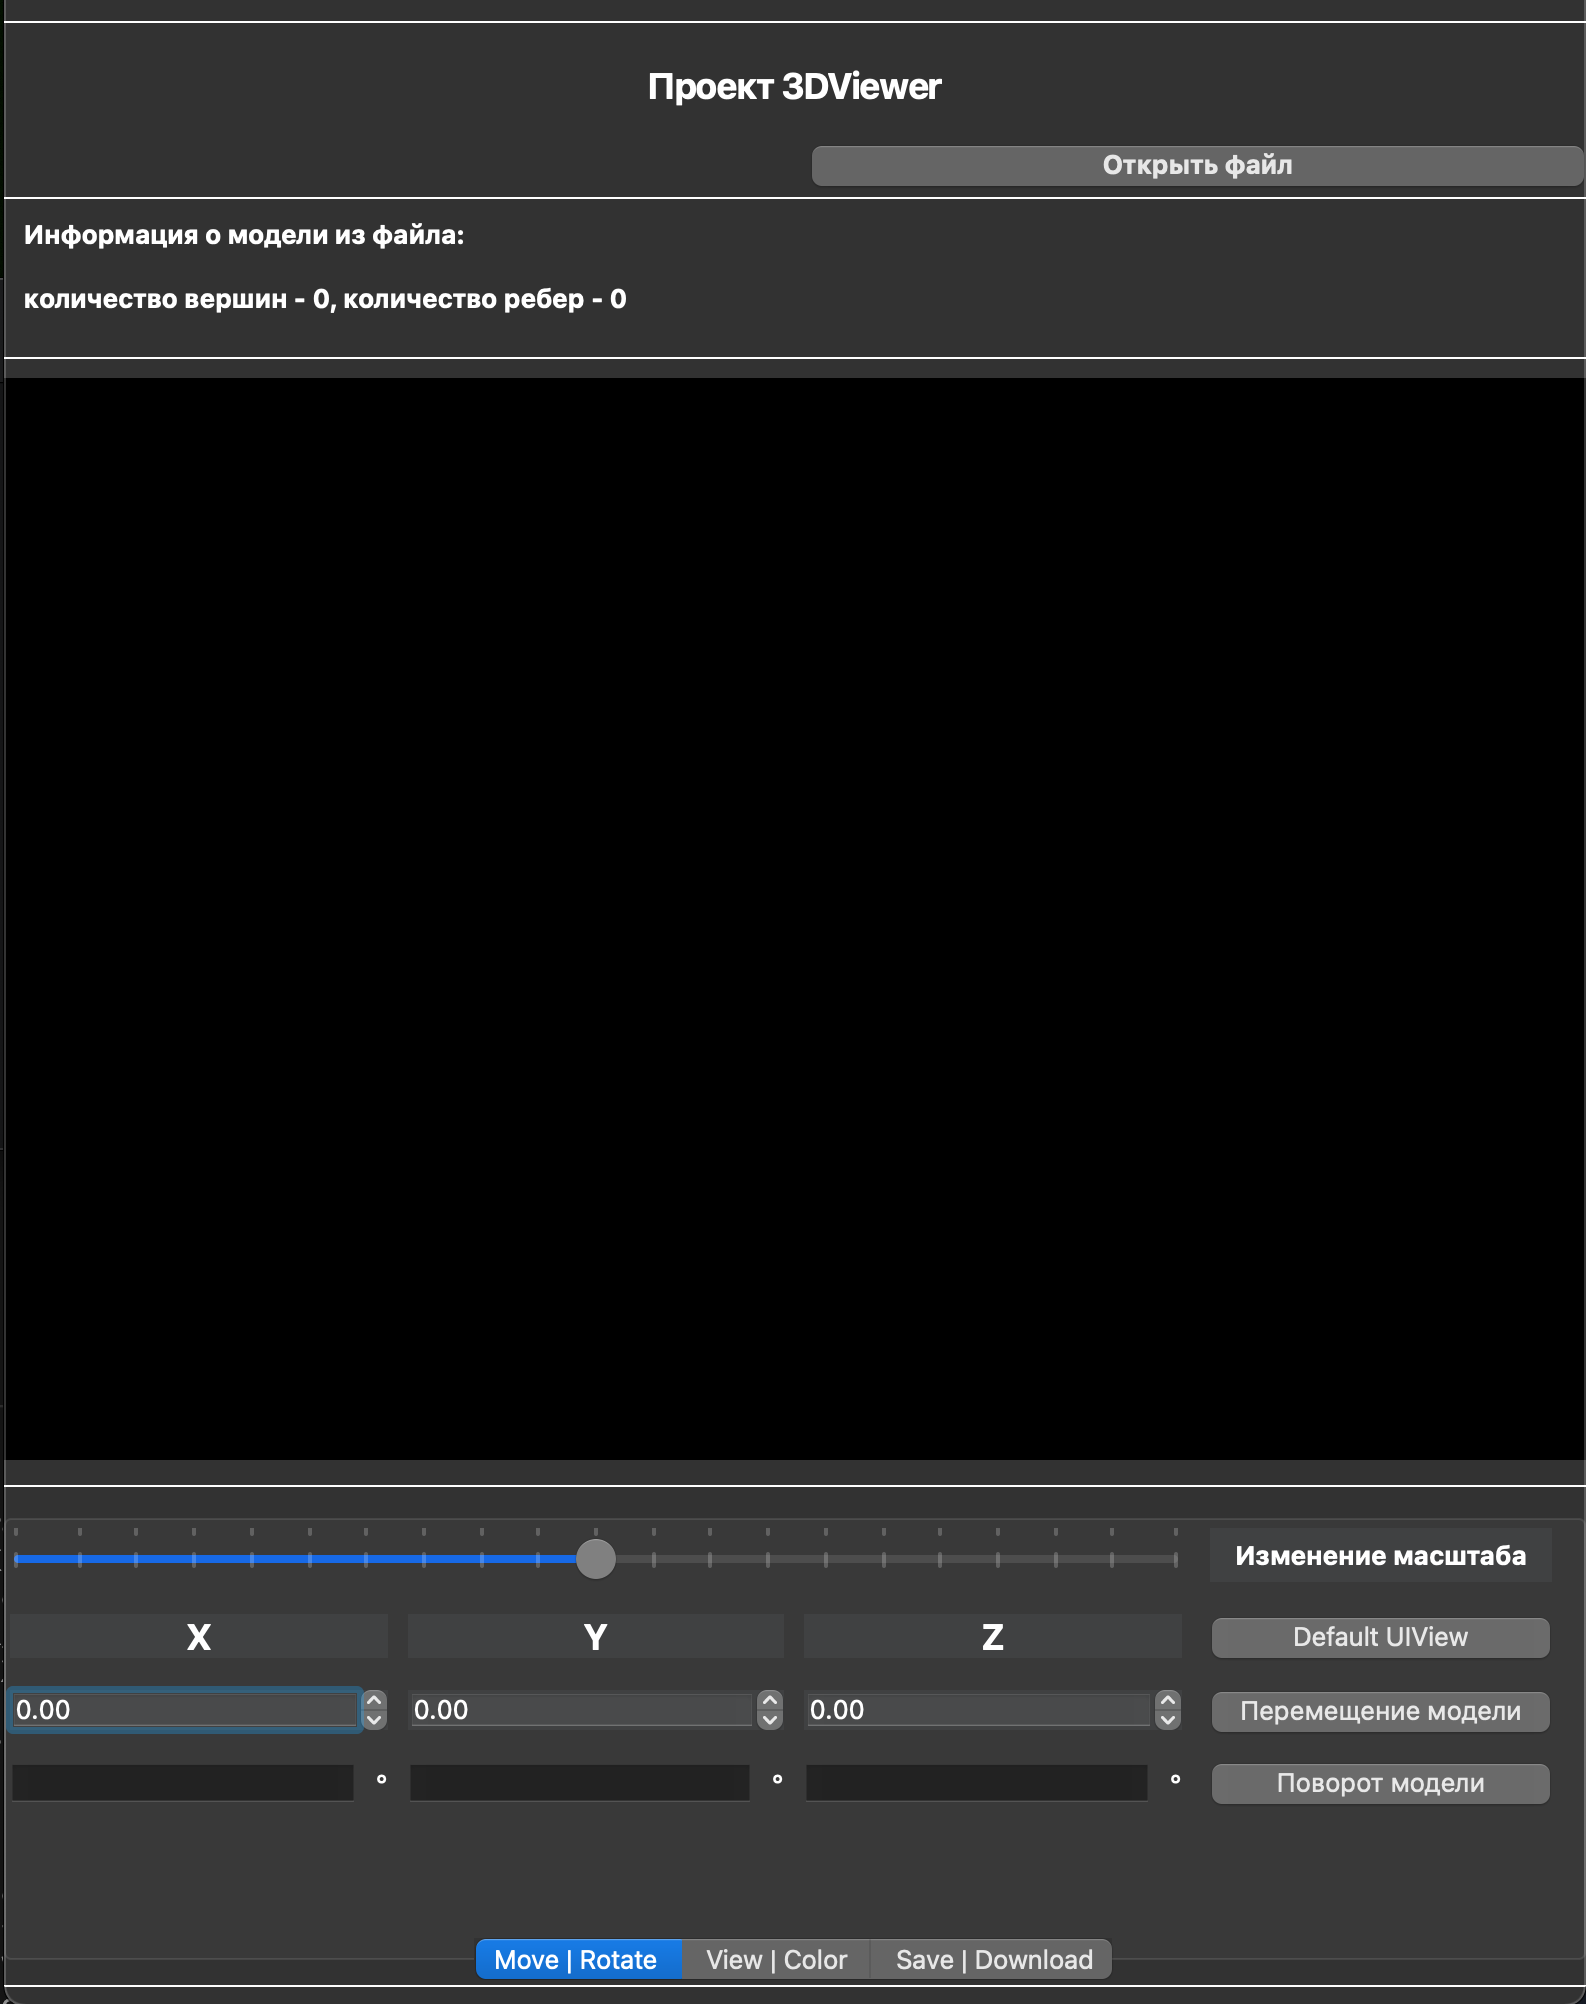 Проект 3DViewer
Открыть файл
Информация о модели из файла:
количество вершин - 0, количество ребер - 0
Изменение масштаба
X Y Z Default UIView
0.00 0.00 0.00 Перемещение модели
° ° ° Поворот модели
Move | Rotate View | Color Save | Download